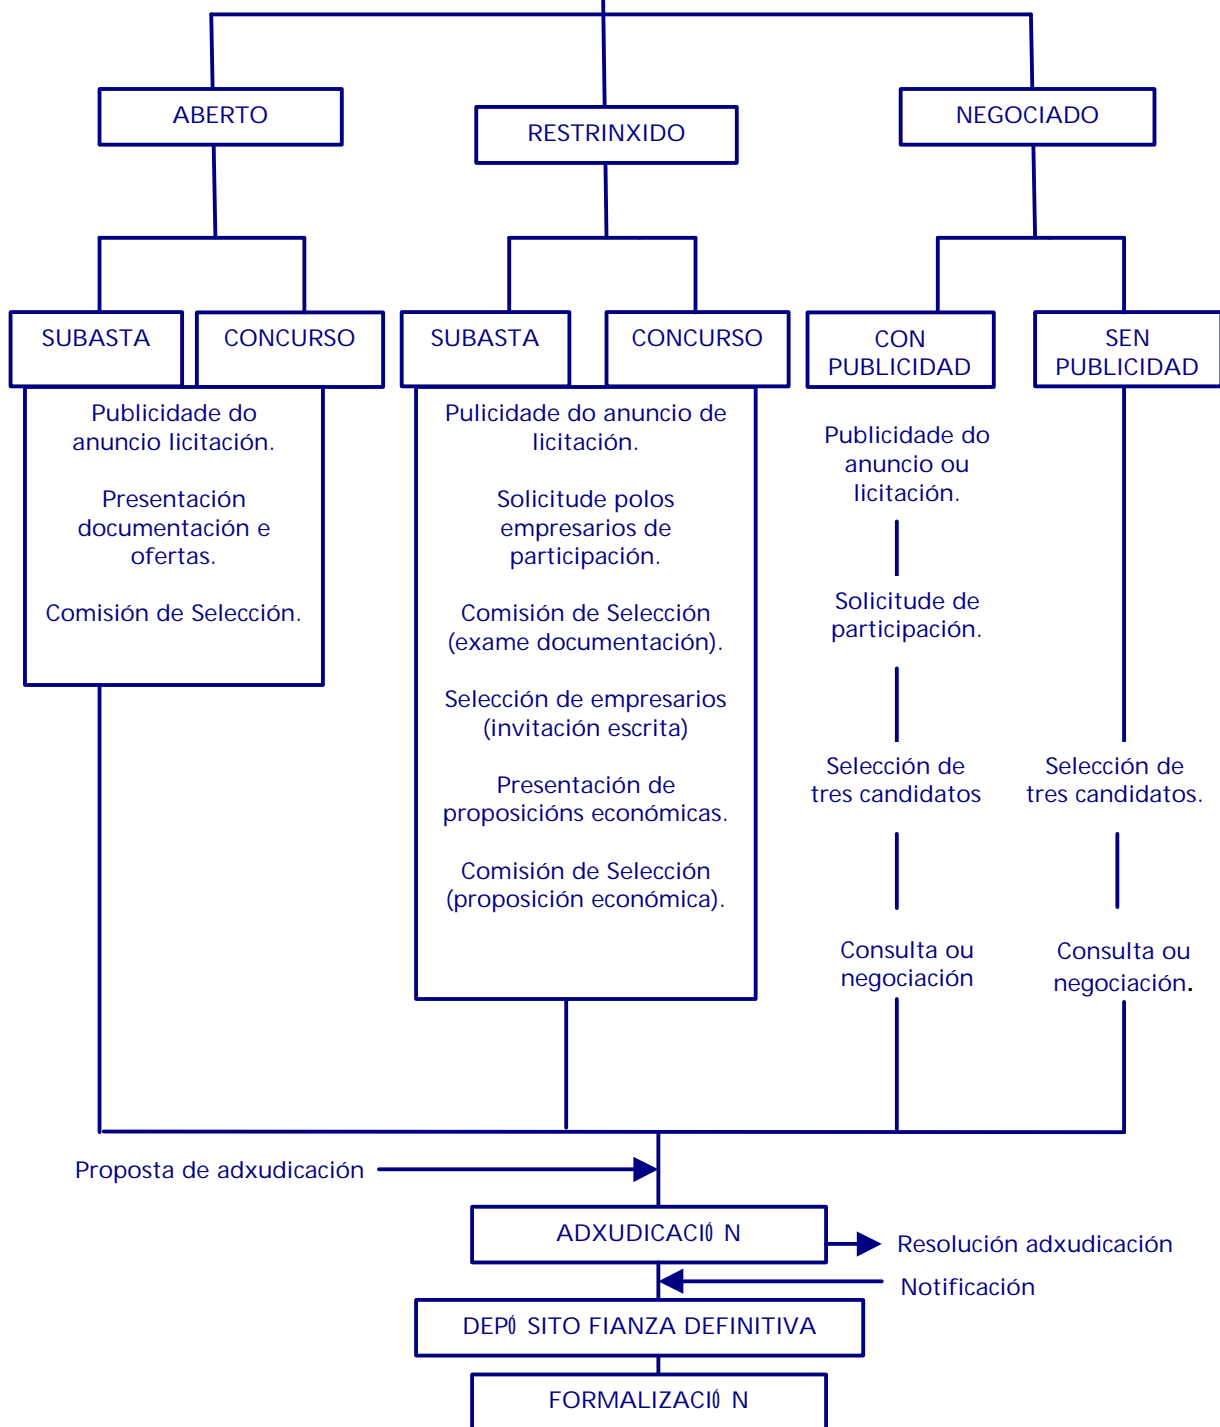 ABERTO
RESTRINXIDO
NEGOCIADO
SUBASTA
CONCURSO
SUBASTA
CONCURSO
CON
PUBLICIDAD
SEN
PUBLICIDAD
Publicidade do
anuncio licitación.
Presentación
documentación e
ofertas.
Comisión de Selección.
Pulicidade do anuncio de
licitación.
Solicitude polos
empresarios de
participación.
Comisión de Selección
(exame documentación).
Selección de empresarios
(invitación escrita)
Presentación de
proposicións económicas.
Comisión de Selección
(proposición económica).
Publicidade do
anuncio ou
licitación.
Solicitude de
participación.
Selección de
tres candidatos
Consulta ou
negociación
Selección de
tres candidatos.
Consulta ou
negociación.
Proposta de adxudicación
ADXUDICACIÓN
Resolución adxudicación
Notificación
DEPÓSITO FIANZA DEFINITIVA
FORMALIZACIÓN